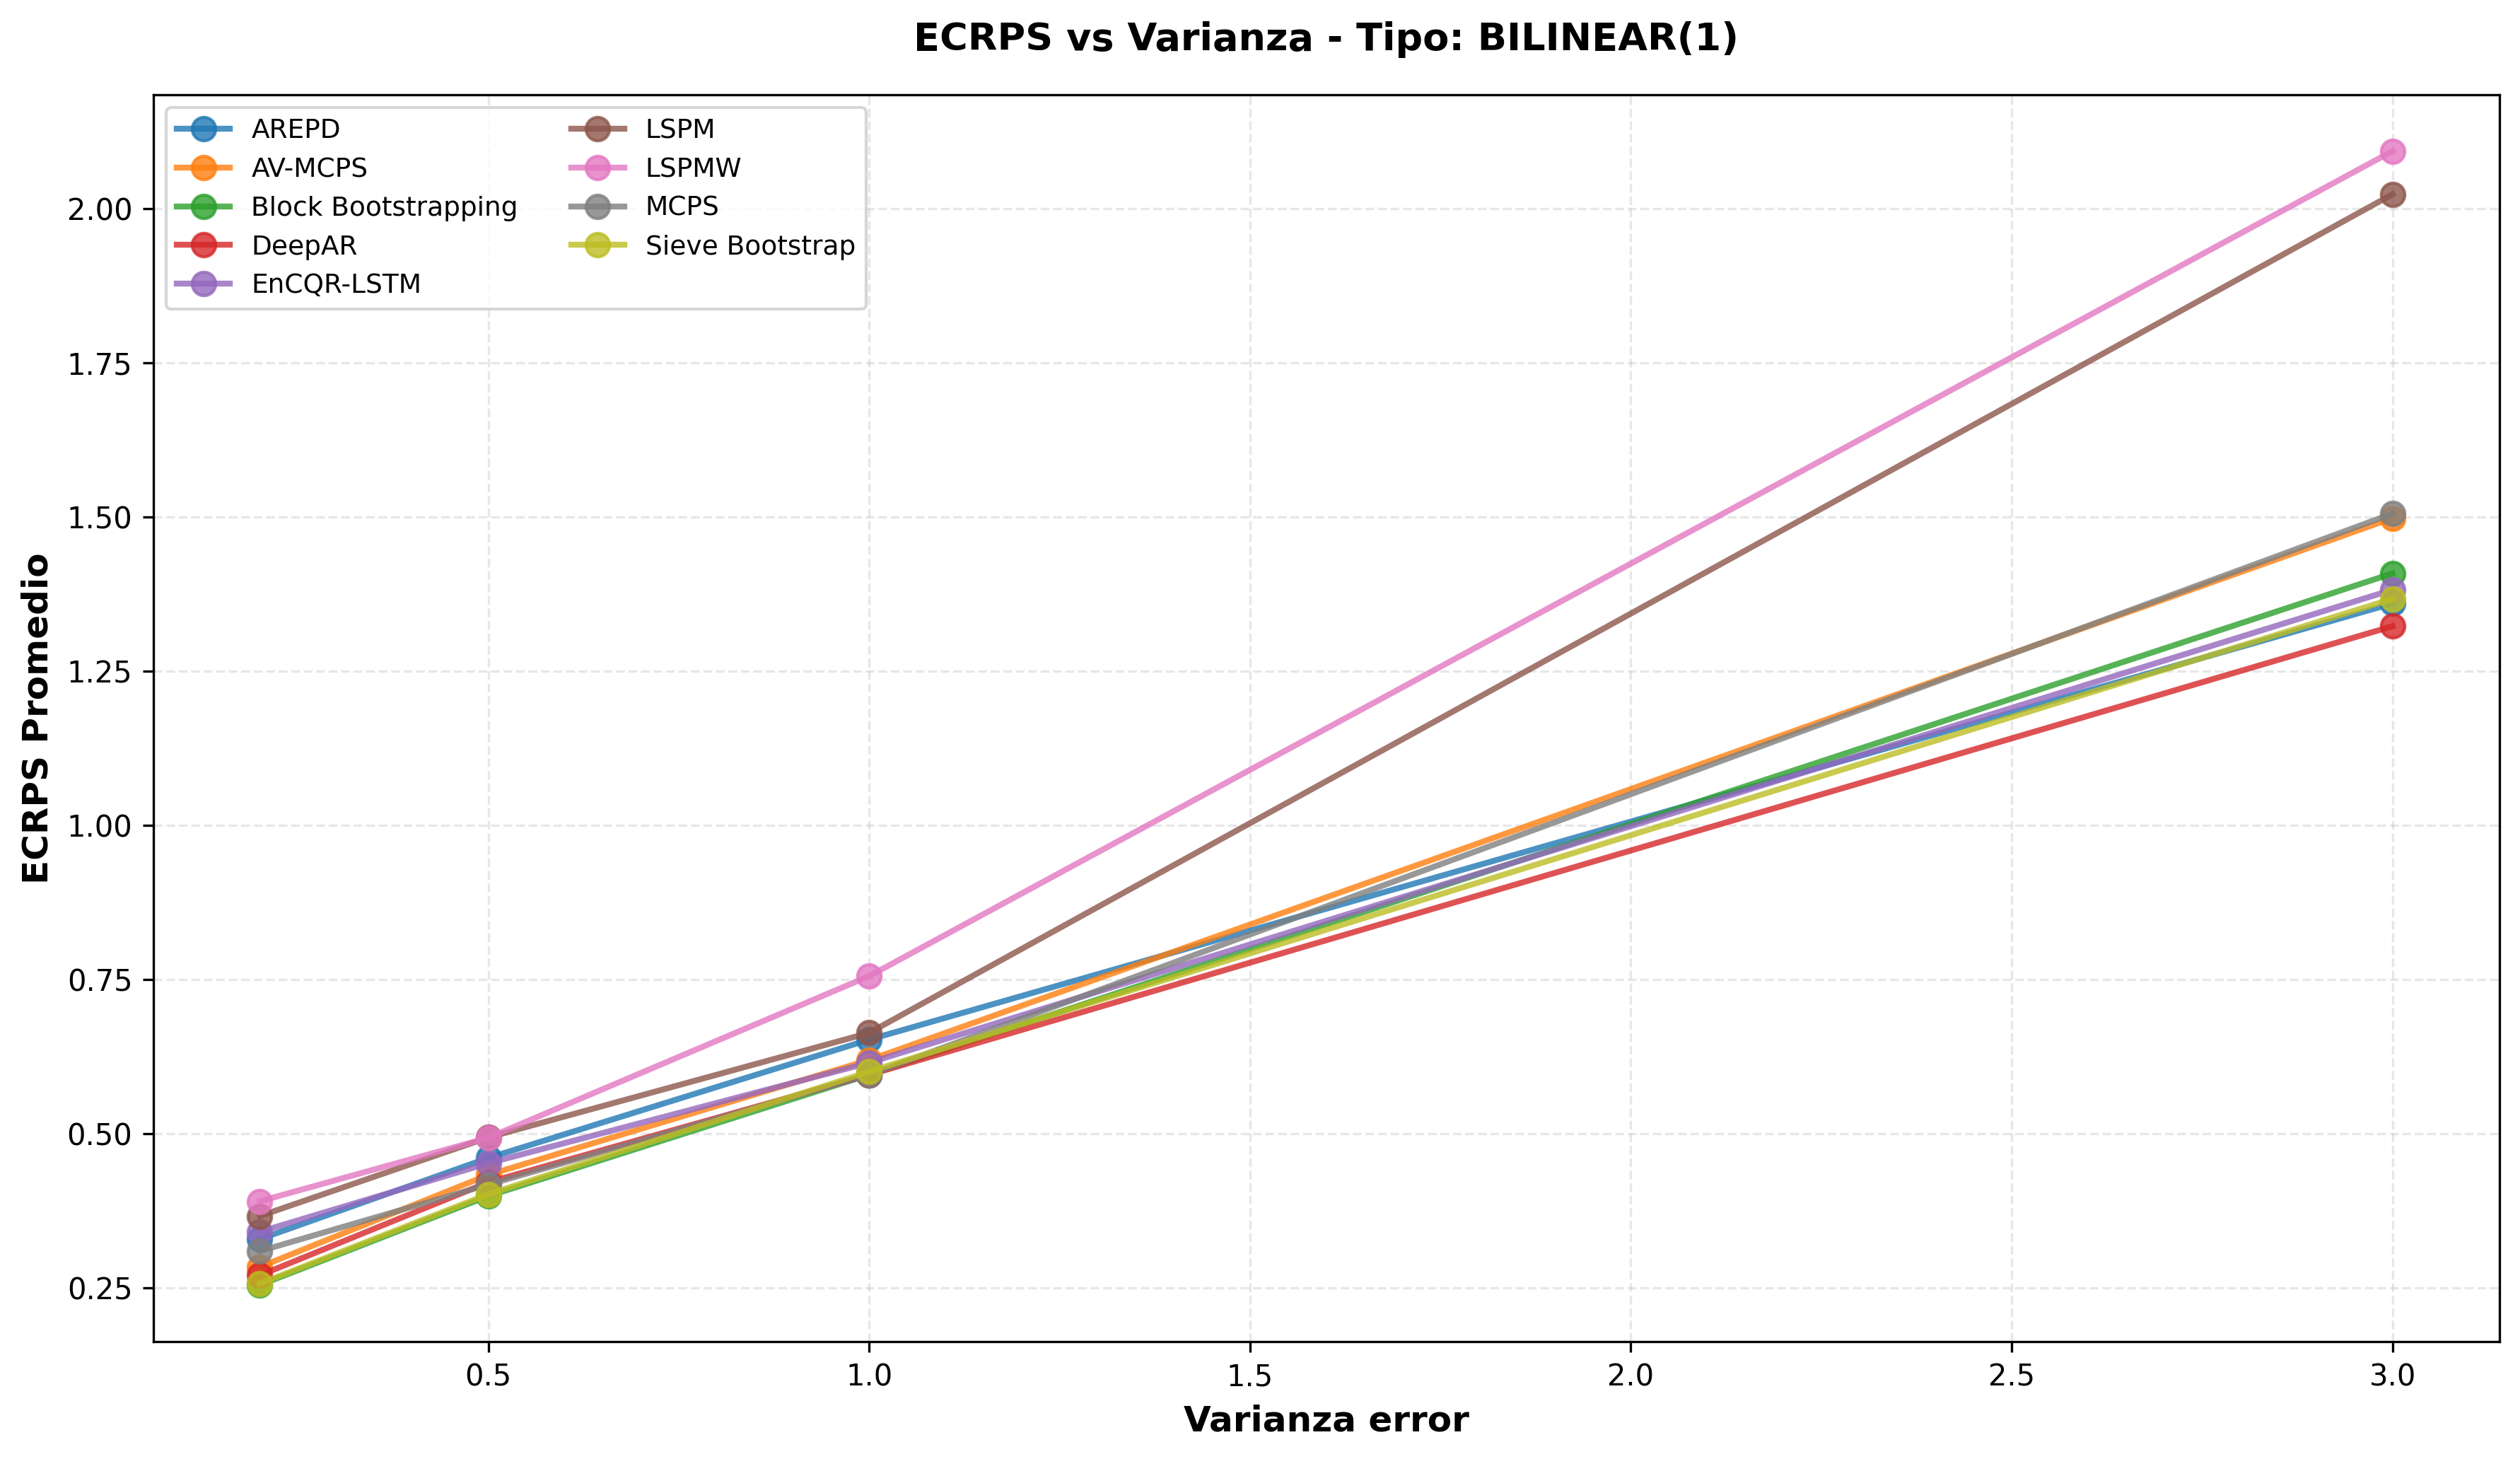 ECRPS vs Varianza - Tipo: BILINEAR(1)
AREPD
AV-MCPS
Block Bootstrapping
DeepAR
EnCQR-LSTM
LSPM
LSPMW
MCPS
Sieve Bootstrap
ECRPS Promedio
2.00
1.75
1.50
1.25
1.00
0.75
0.50
0.25
0.5
1.0
1.5
2.0
2.5
3.0
Varianza error